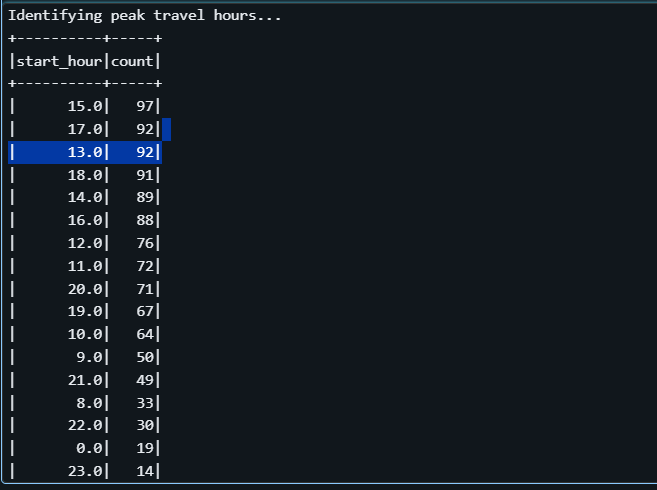 Identifying peak travel hours...
+----------+-----+
|start_hour|count|
+----------+-----+
|      15.0|   97|
|      17.0|   92|
|      13.0|   92|
|      18.0|   91|
|      14.0|   89|
|      16.0|   88|
|      12.0|   76|
|      11.0|   72|
|      20.0|   71|
|      19.0|   67|
|      10.0|   64|
|       9.0|   50|
|      21.0|   49|
|       8.0|   33|
|      22.0|   30|
|       0.0|   19|
|      23.0|   14|